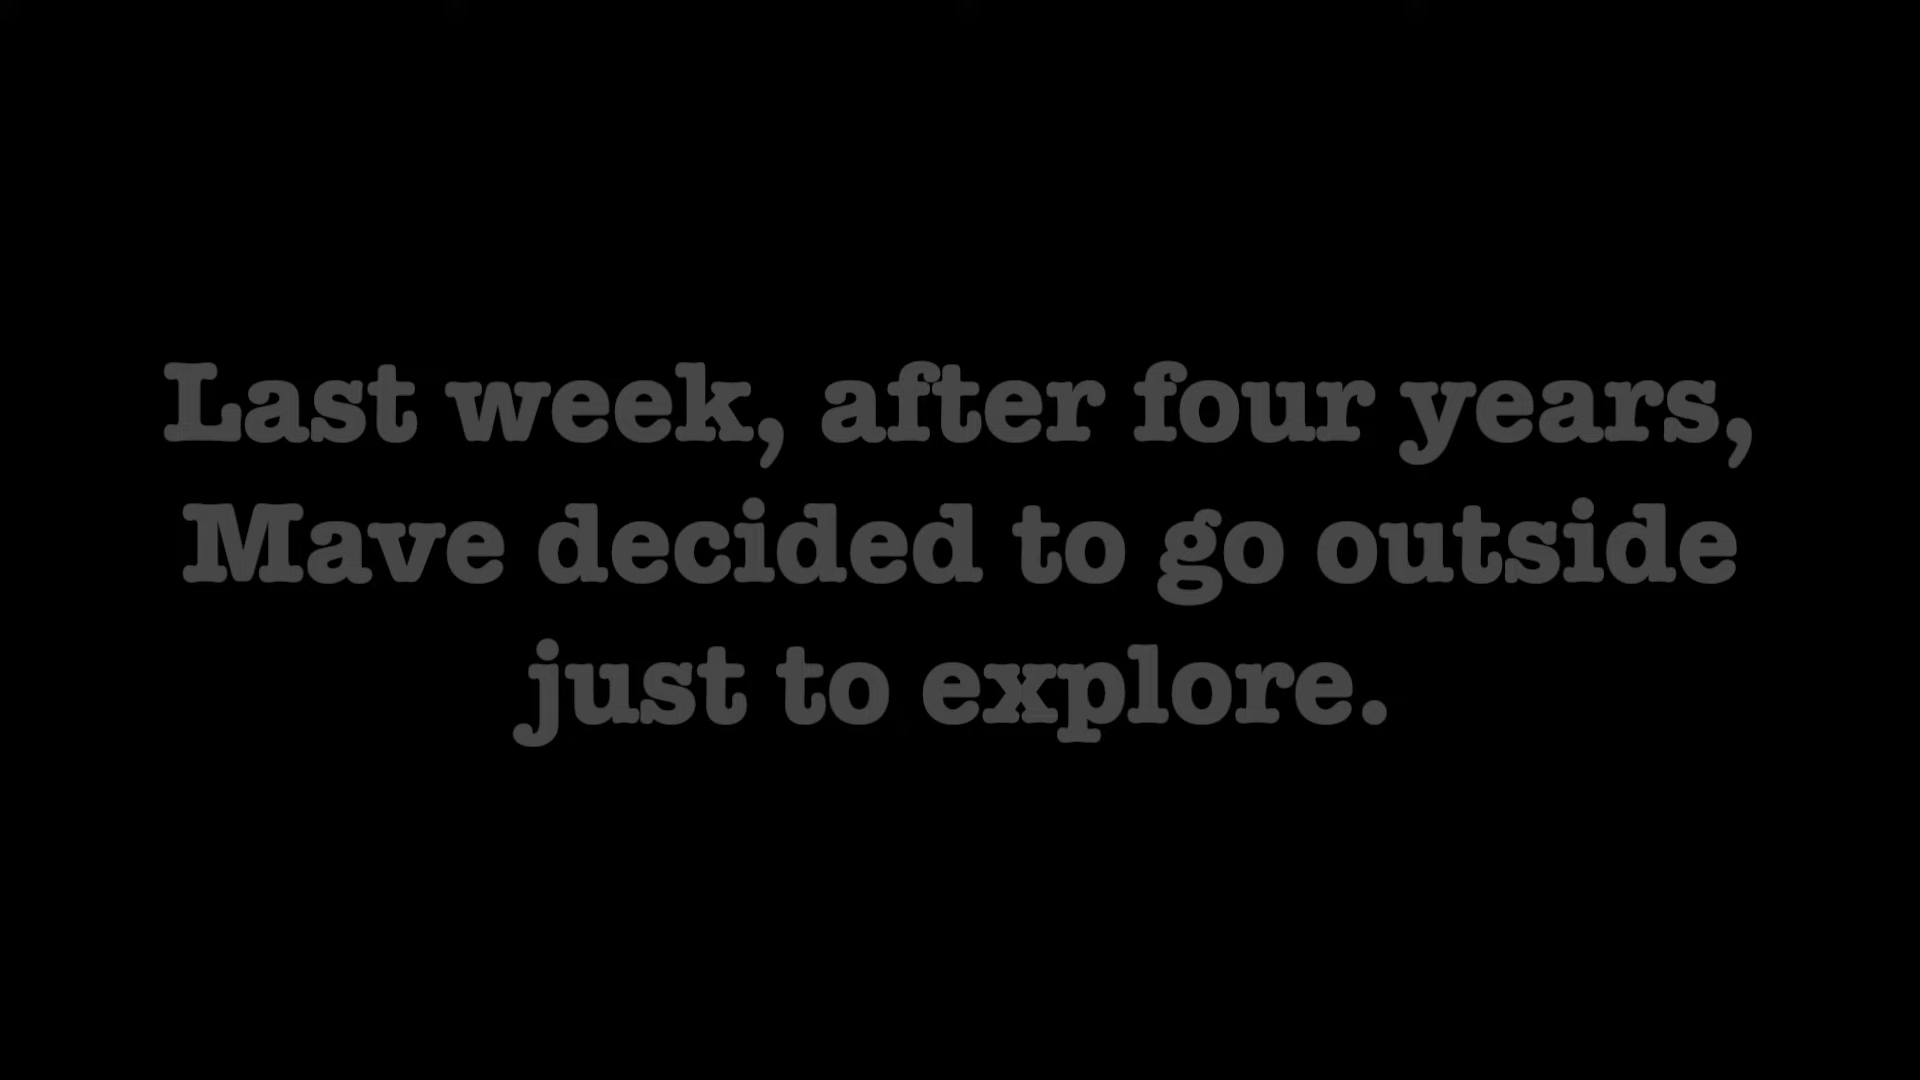 Last week, after four years,
Mave decided to go outside
just to explore.